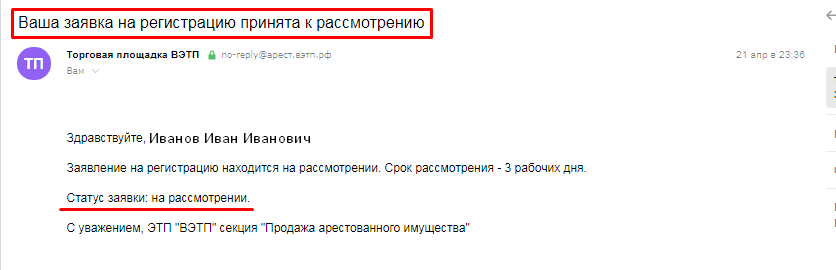 Ваша заявка на регистрацию принята к рассмотрению
ТП
Торговая площадка ВЭТП no-reply@арест.вэтп.рф 21 апр в 23:36
Вам
Здравствуйте, Иванов Иван Иванович
Заявление на регистрацию находится на рассмотрении. Срок рассмотрения - 3 рабочих дня.
Статус заявки: на рассмотрении.
С уважением, ЭТП "ВЭТП" секция "Продажа арестованного имущества"